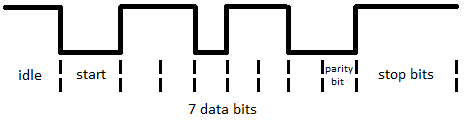 idle start parity stop bits
bit
7 data bits